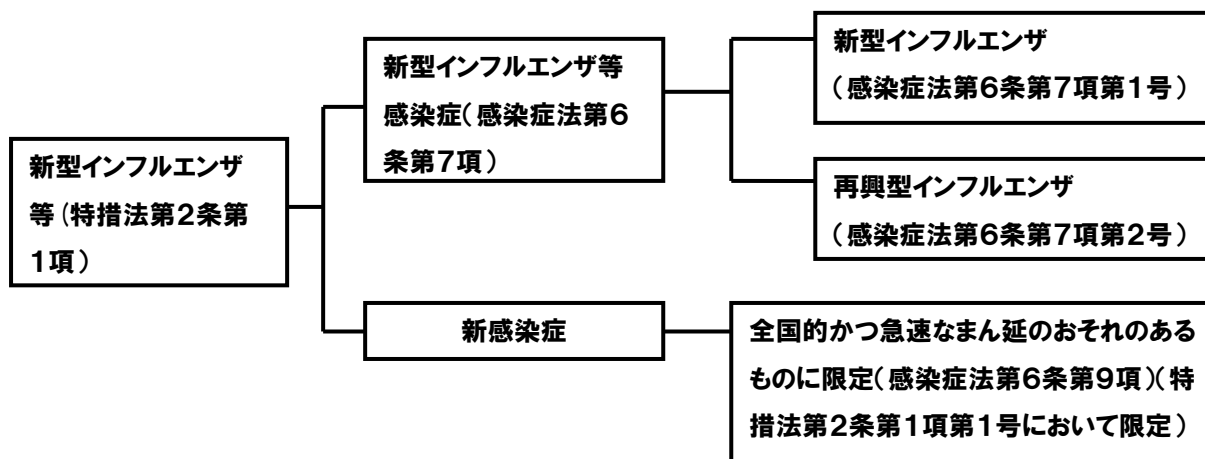 新型インフルエンザ
等(特措法第2条第
1項)
新型インフルエンザ等
感染症(感染症法第6
条第7項)
新型インフルエンザ
(感染症法第6条第7項第1号)
再興型インフルエンザ
(感染症法第6条第7項第2号)
新感染症
全国的かつ急速なまん延のおそれのある
ものに限定(感染症法第6条第9項)(特
措法第2条第1項第1号において限定)